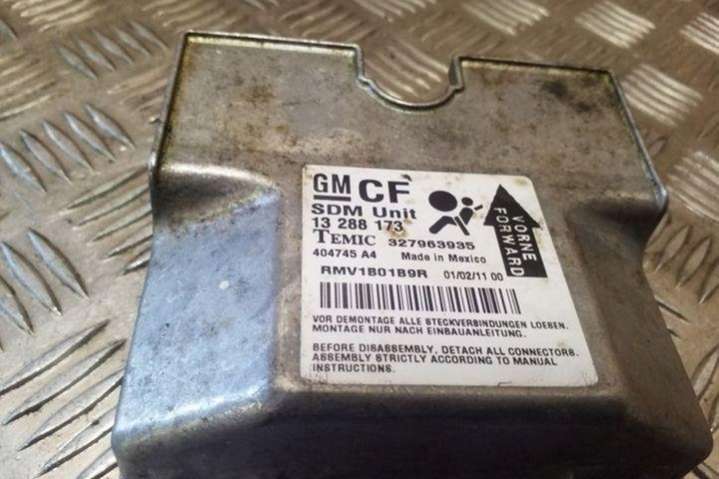 GM CF
SDM Unit
13 288 173
TEMIC 327963935
404745 A4 Made in Mexico
RMV1B01B9R 01/02/11 00
VORNE
FORWARD
VOR DEMONTAGE ALLE STECKVERBINDUNGEN LOESEN.
MONTAGE NUR NACH EINBAUANLEITUNG.
BEFORE DISASSEMBLY, DETACH ALL CONNECTORS.
ASSEMBLY STRICTLY ACCORDING TO MANUAL
INSTRUCTIONS.